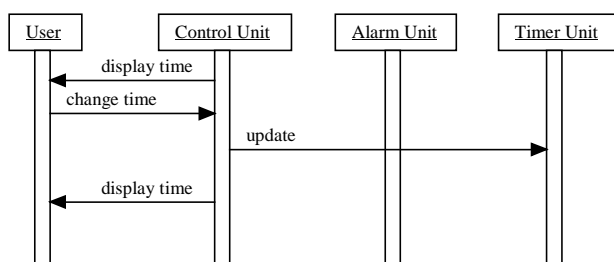 User
Control Unit
Alarm Unit
Timer Unit
display time
change time
update
display time